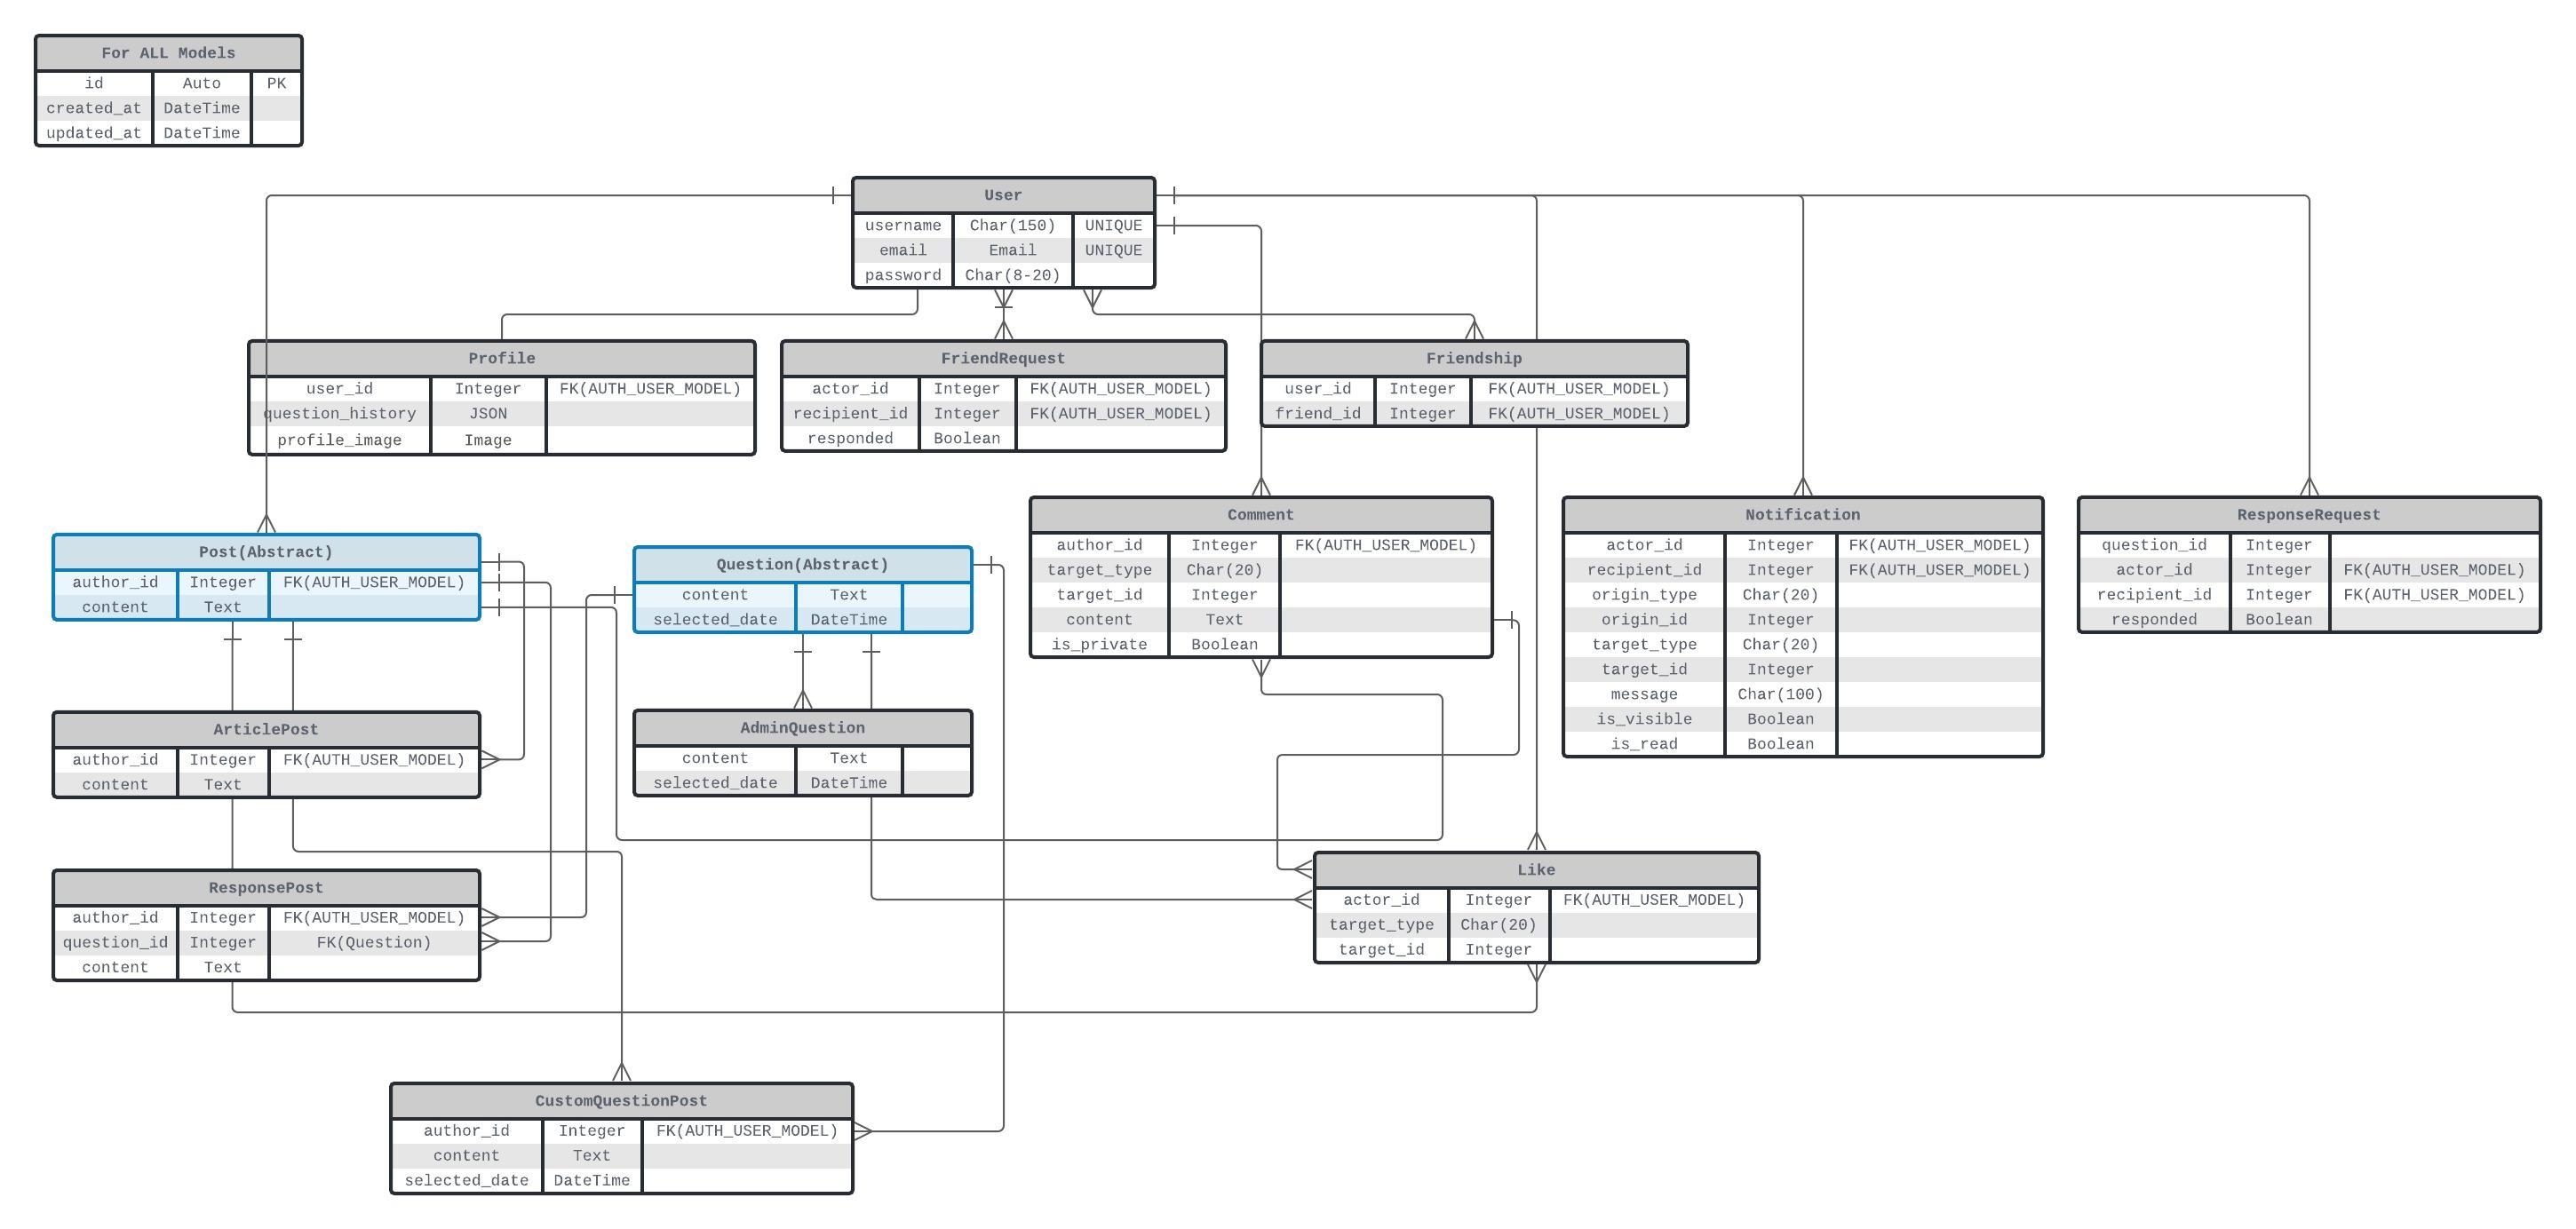 For ALL Models
id Auto PK
created_at DateTime
updated_at DateTime
User
username Char(150) UNIQUE
email Email UNIQUE
password Char(8-20)
Profile
user_id Integer FK(AUTH_USER_MODEL)
question_history JSON
profile_image Image
FriendRequest
actor_id Integer FK(AUTH_USER_MODEL)
recipient_id Integer FK(AUTH_USER_MODEL)
responded Boolean
Friendship
user_id Integer FK(AUTH_USER_MODEL)
friend_id Integer FK(AUTH_USER_MODEL)
Post(Abstract)
author_id Integer FK(AUTH_USER_MODEL)
content Text
Question(Abstract)
content Text
selected_date DateTime
Comment
author_id Integer FK(AUTH_USER_MODEL)
target_type Char(20)
target_id Integer
content Text
is_private Boolean
Notification
actor_id Integer FK(AUTH_USER_MODEL)
recipient_id Integer FK(AUTH_USER_MODEL)
origin_type Char(20)
origin_id Integer
target_type Char(20)
target_id Integer
message Char(100)
is_visible Boolean
is_read Boolean
ResponseRequest
question_id Integer
actor_id Integer FK(AUTH_USER_MODEL)
recipient_id Integer FK(AUTH_USER_MODEL)
responded Boolean
ArticlePost
author_id Integer FK(AUTH_USER_MODEL)
content Text
AdminQuestion
content Text
selected_date DateTime
ResponsePost
author_id Integer FK(AUTH_USER_MODEL)
question_id Integer FK(Question)
content Text
Like
actor_id Integer FK(AUTH_USER_MODEL)
target_type Char(20)
target_id Integer
CustomQuestionPost
author_id Integer FK(AUTH_USER_MODEL)
content Text
selected_date DateTime